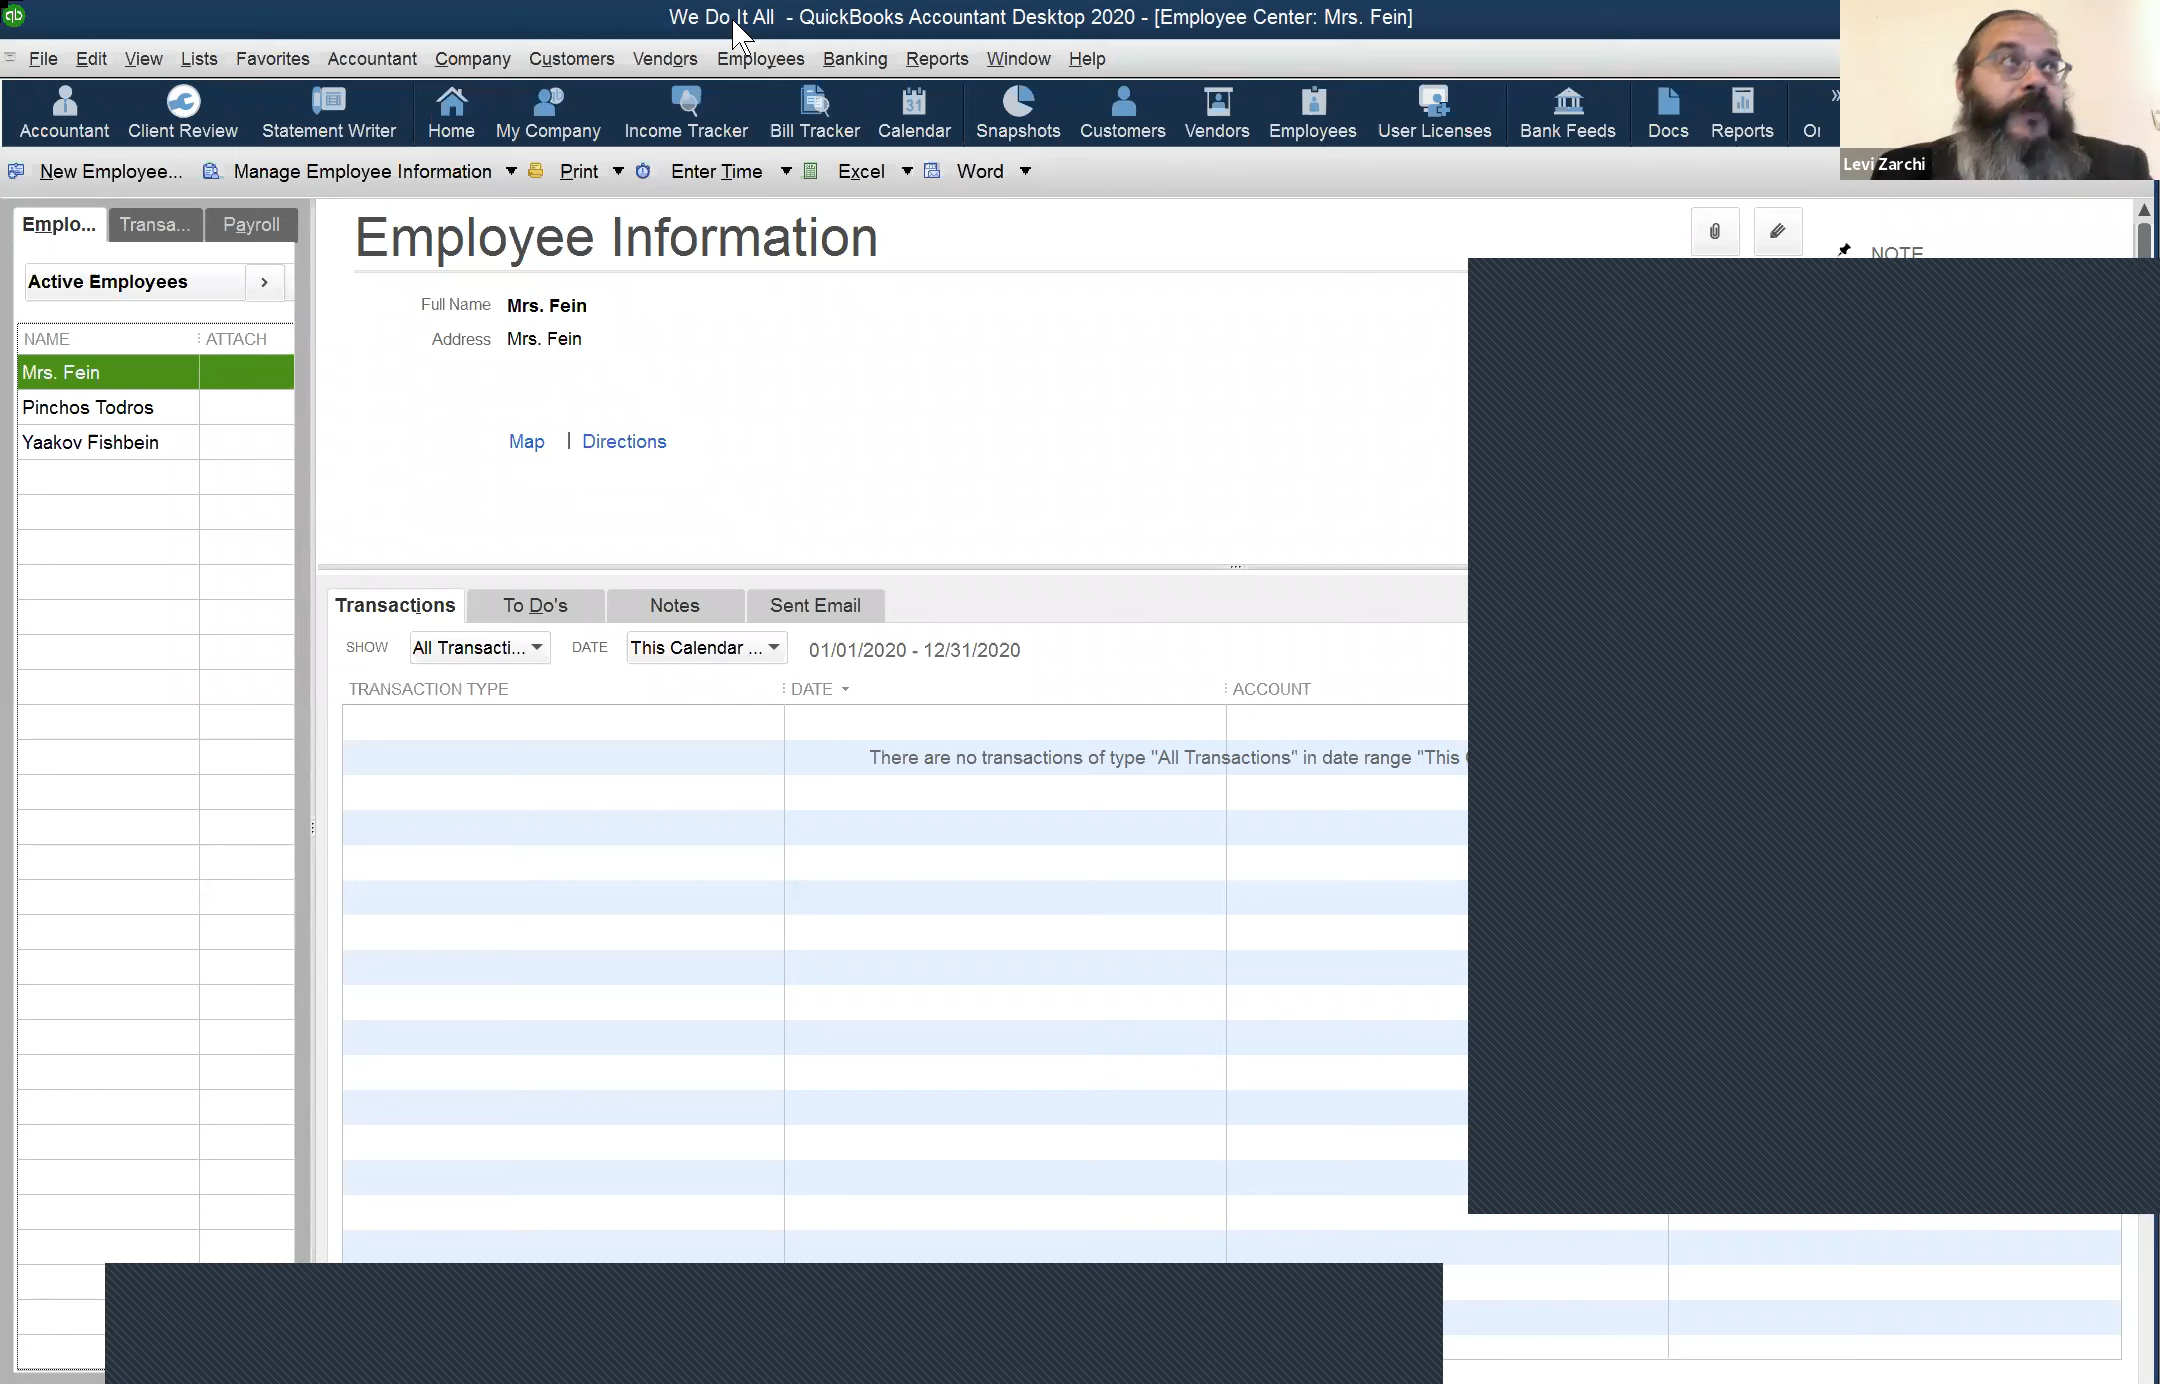 qb
We Do It All - QuickBooks Accountant Desktop 2020 - [Employee Center: Mrs. Fein]
File Edit View Lists Favorites Accountant Company Customers Vendors Employees Banking Reports Window Help
31
Accountant Client Review Statement Writer Home My Company Income Tracker Bill Tracker Calendar Snapshots Customers Vendors Employees User Licenses Bank Feeds Docs Reports
Levi Zarchi
New Employee... Manage Employee Information Print Enter Time Excel Word
Emplo... Transa... Payroll
Employee Information
NOTE
Active Employees
Full Name Mrs. Fein
NAME ATTACH
Address Mrs. Fein
Mrs. Fein
Pinchos Todros
Yaakov Fishbein
Map | Directions
Transactions To Do's Notes Sent Email
SHOW All Transacti... DATE This Calendar ... 01/01/2020 - 12/31/2020
TRANSACTION TYPE DATE ACCOUNT
There are no transactions of type "All Transactions" in date range "This